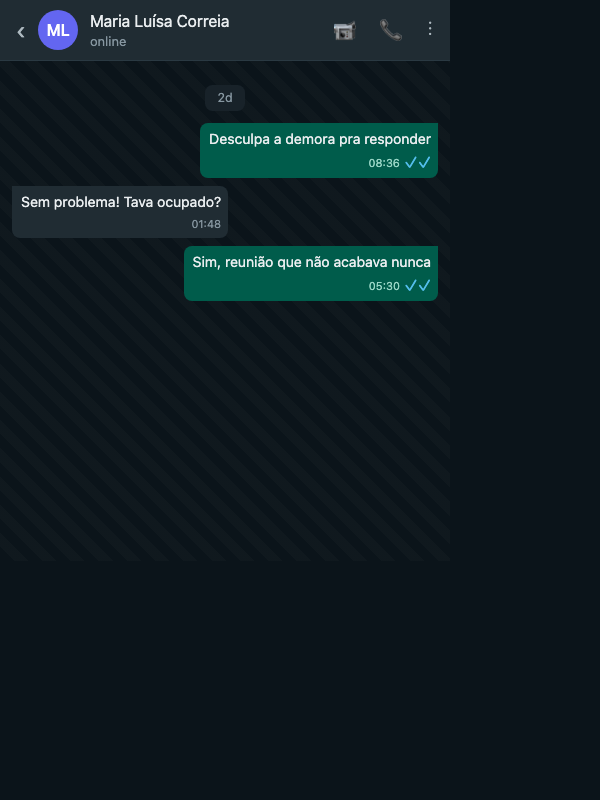 ML
Maria Luísa Correia
online
2d
Desculpa a demora pra responder
08:36
Sem problema! Tava ocupado?
01:48
Sim, reunião que não acabava nunca
05:30